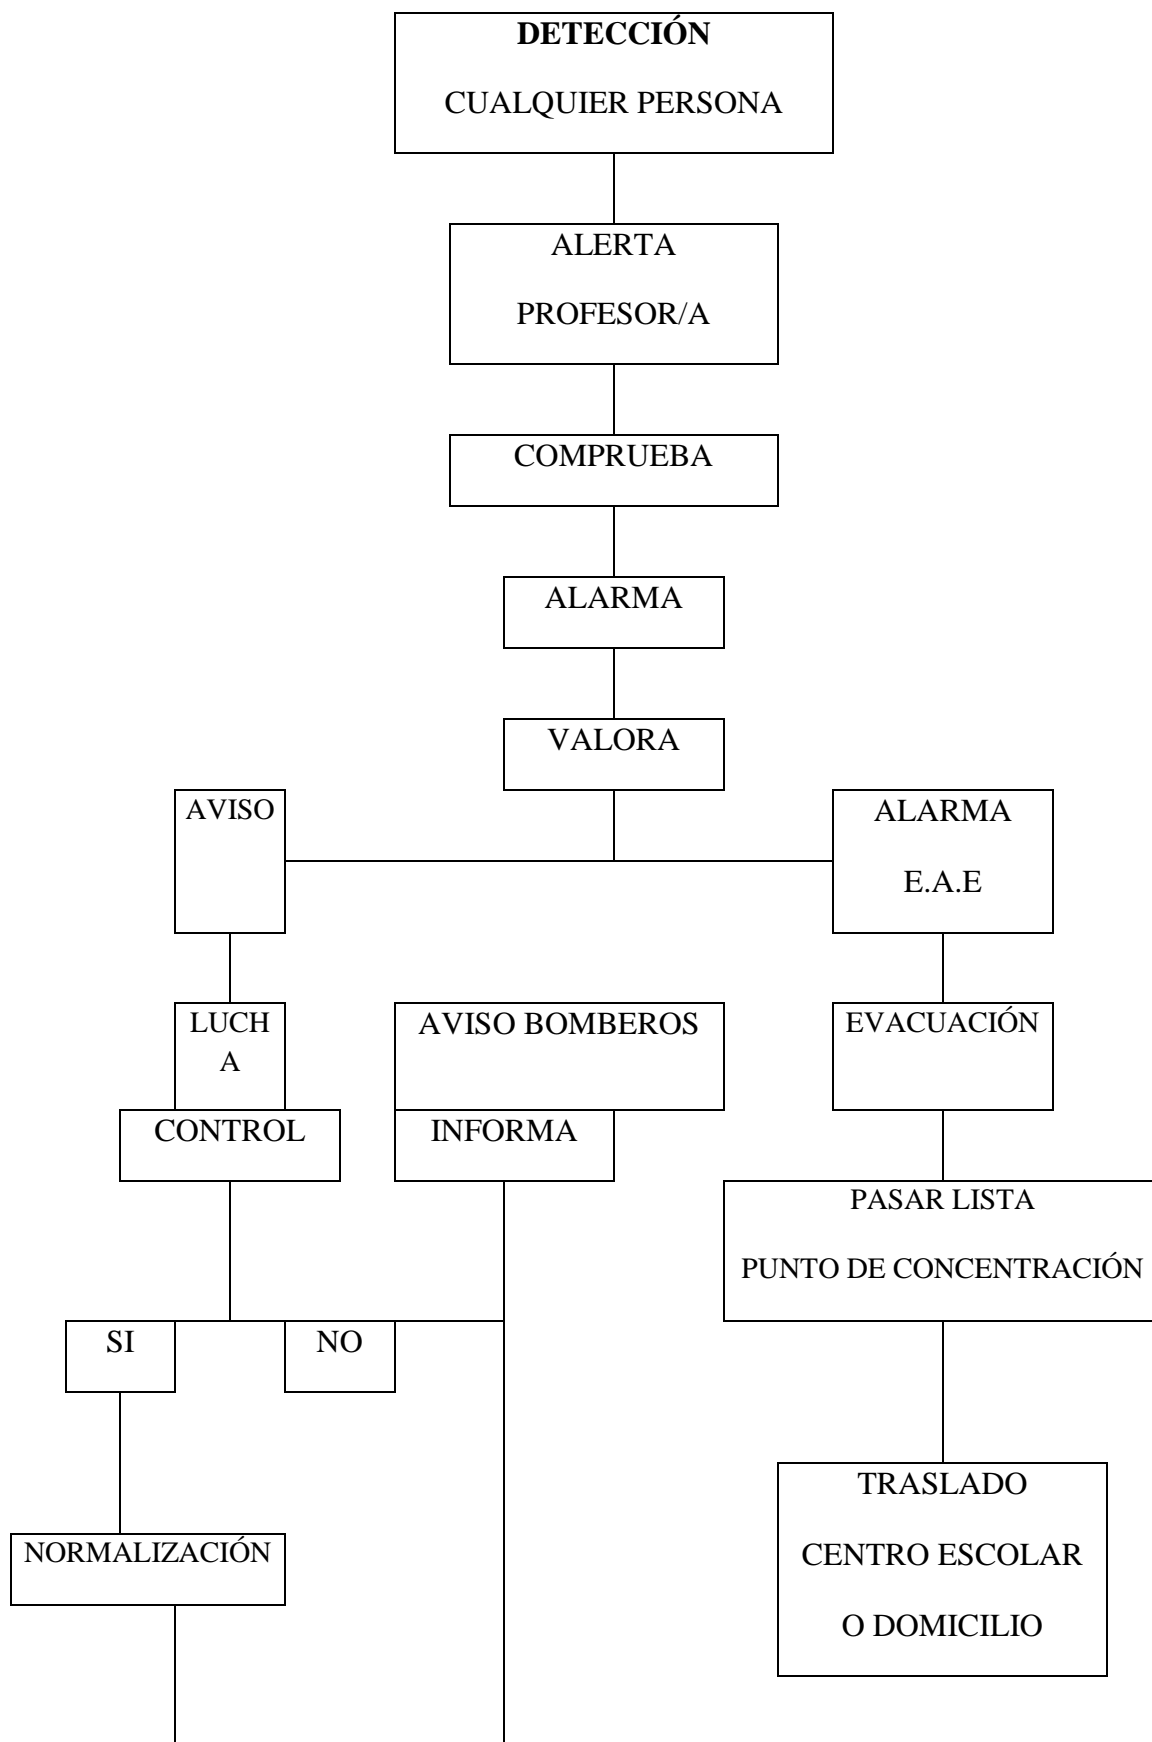 DETECCIÓN
CUALQUIER PERSONA
ALERTA
PROFESOR/A
COMPRUEBA
ALARMA
VALORA
AVISO
ALARMA
E.A.E
LUCH
A
AVISO BOMBEROS
EVACUACIÓN
CONTROL
INFORMA
PASAR LISTA
PUNTO DE CONCENTRACIÓN
SI
NO
TRASLADO
CENTRO ESCOLAR
O DOMICILIO
NORMALIZACIÓN